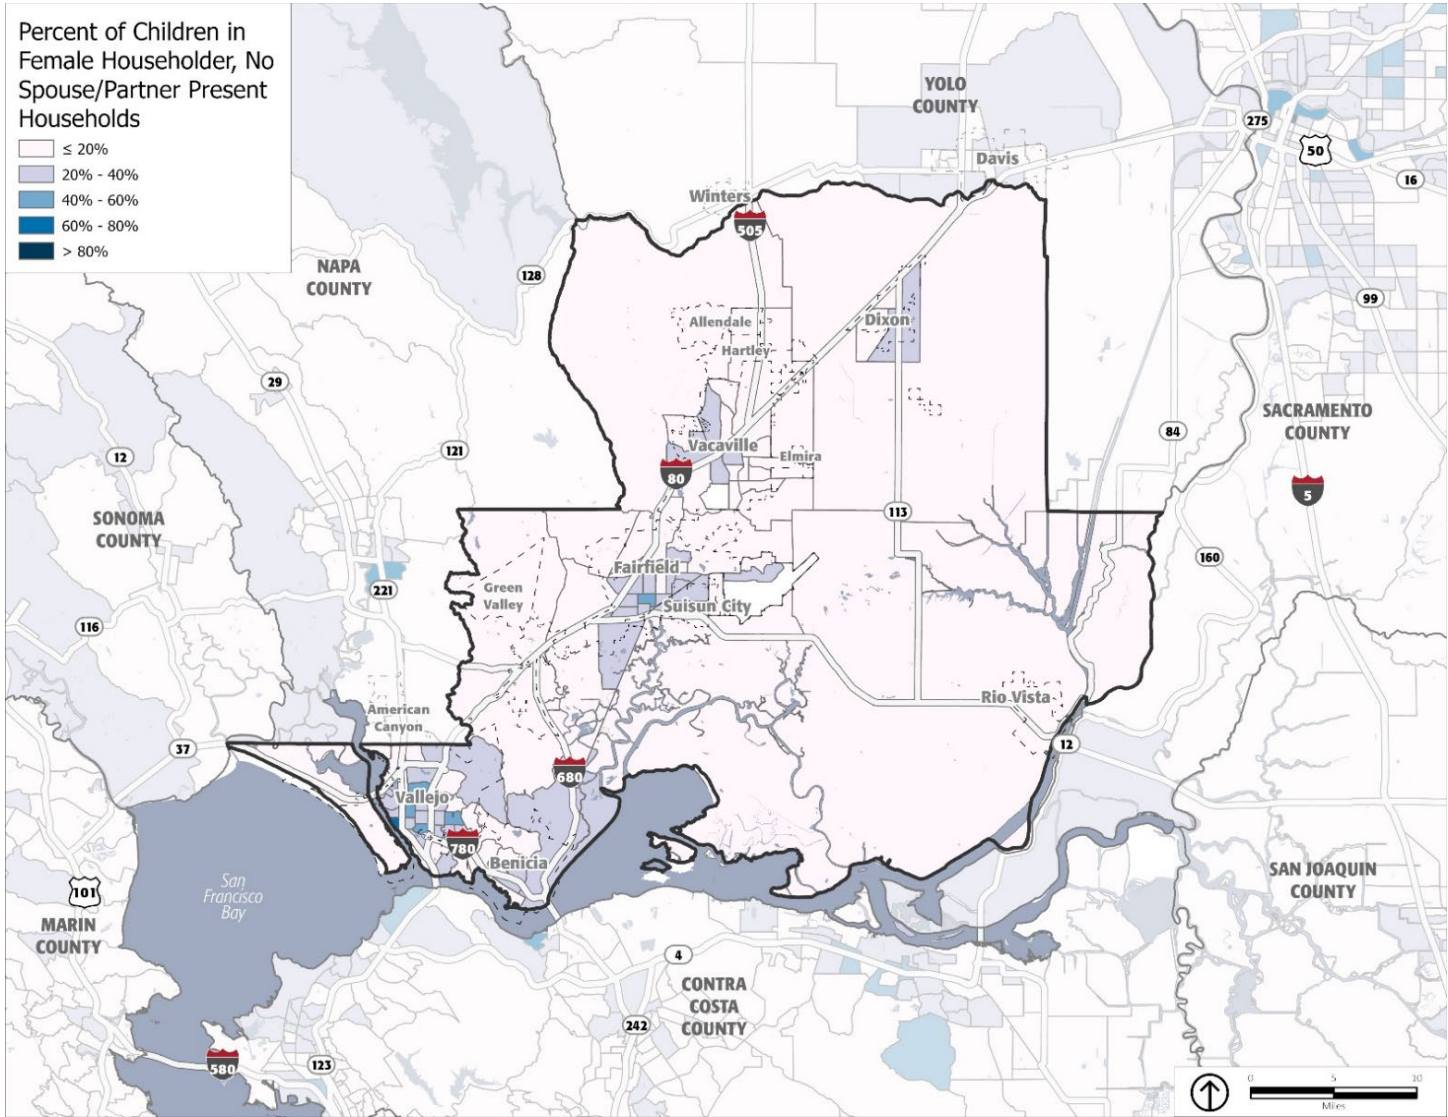 Percent of Children in
Female Householder, No
Spouse/Partner Present
Households
≤ 20%
20% - 40%
40% - 60%
60% - 80%
> 80%
YOLO
COUNTY
275
50
Davis
16
Winters
505
NAPA
COUNTY
128
99
Allendale
Dixon
Hartley
29
SACRAMENTO
COUNTY
84
121
12
Vacaville
Elmira
80
5
113
SONOMA
COUNTY
160
Fairfield
221
Green
Valley
Suisun City
116
Rio Vista
American
Canyon
37
12
680
Vallejo
780
Benicia
San
Francisco
Bay
101
SAN JOAQUIN
COUNTY
MARIN
COUNTY
4
CONTRA
COSTA
COUNTY
242
580
123
0 5 10
Miles